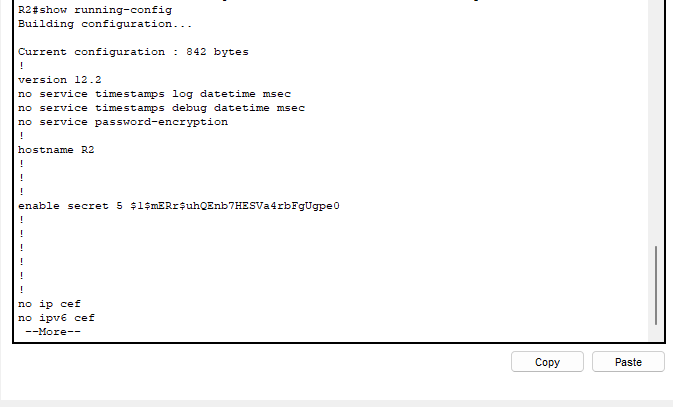 R2#show running-config
Building configuration...
Current configuration : 842 bytes
!
version 12.2
no service timestamps log datetime msec
no service timestamps debug datetime msec
no service password-encryption
!
hostname R2
!
!
!
enable secret 5 $1$mERr$uhQEnb7HESVa4rbFgUgpe0
!
!
!
!
!
!
no ip cef
no ipv6 cef
 --More--
Copy Paste